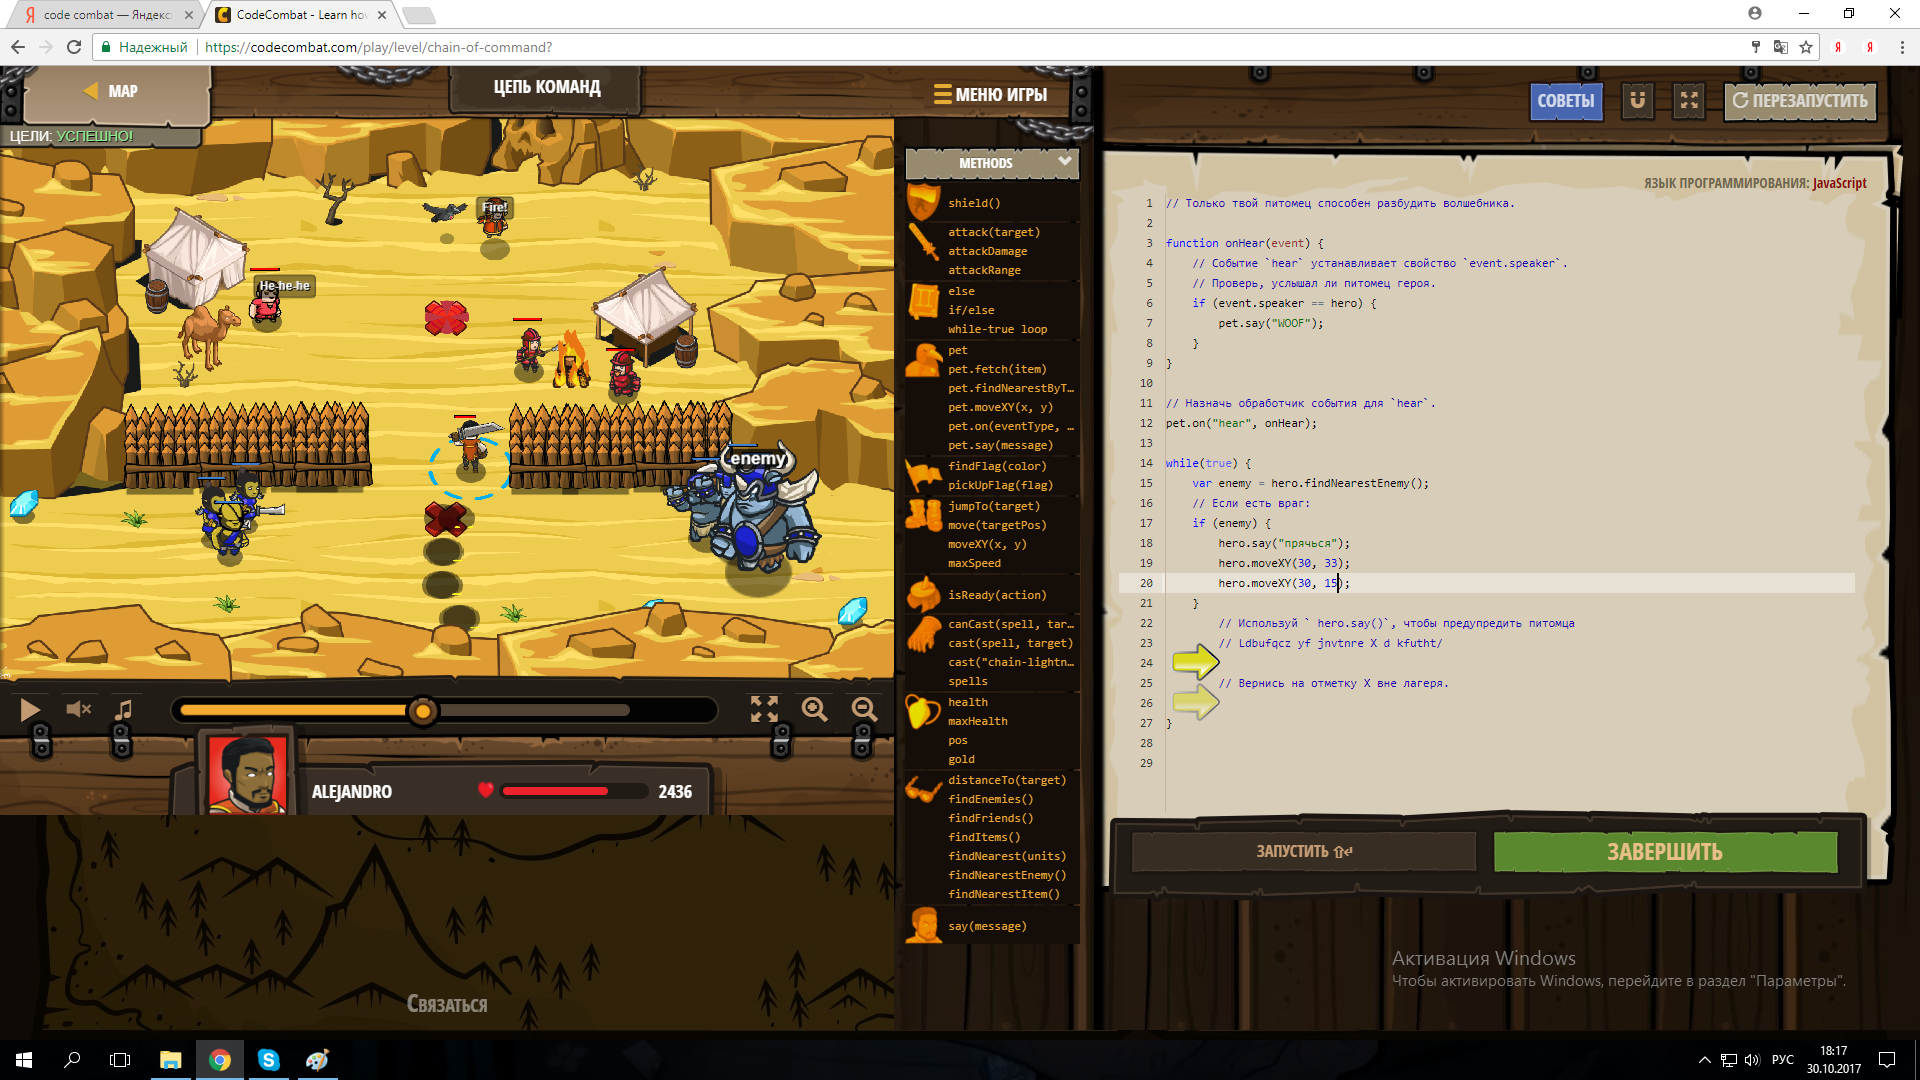 code combat — Яндекс
CodeCombat - Learn how
Надежный
https://codecombat.com/play/level/chain-of-command?
MAP
ЦЕПЬ КОМАНД
МЕНЮ ИГРЫ
СОВЕТЫ
ПЕРЕЗАПУСТИТЬ
ЦЕЛИ: УСПЕШНО!
Fire!
He-he-he
enemy
METHODS
shield()
attack(target)
attackDamage
attackRange
else
if/else
while-true loop
pet
pet.fetch(item)
pet.findNearestByT…
pet.moveXY(x, y)
pet.on(eventType, …
pet.say(message)
findFlag(color)
pickUpFlag(flag)
jumpTo(target)
move(targetPos)
moveXY(x, y)
maxSpeed
isReady(action)
canCast(spell, tar…
cast(spell, target)
cast("chain-lightn…
spells
health
maxHealth
pos
gold
distanceTo(target)
findEnemies()
findFriends()
findItems()
findNearest(units)
findNearestEnemy()
findNearestItem()
say(message)
ЯЗЫК ПРОГРАММИРОВАНИЯ: JavaScript
1 // Только твой питомец способен разбудить волшебника.
2
3 function onHear(event) {
4 // Событие `hear` устанавливает свойство `event.speaker`.
5 // Проверь, услышал ли питомец героя.
6 if (event.speaker == hero) {
7 pet.say("WOOF");
8 }
9 }
10
11 // Назначь обработчик события для `hear`.
12 pet.on("hear", onHear);
13
14 while(true) {
15 var enemy = hero.findNearestEnemy();
16 // Если есть враг:
17 if (enemy) {
18 hero.say("прячься");
19 hero.moveXY(30, 33);
20 hero.moveXY(30, 15);
21 }
22 // Используй ` hero.say()`, чтобы предупредить питомца
23 // Ldbufqcz yf jnvtnre X d kfutht/
24
25 // Вернись на отметку X вне лагеря.
26
27 }
28
29
ЗАПУСТИТЬ
ЗАВЕРШИТЬ
ALEJANDRO
2436
Связаться
Активация Windows
Чтобы активировать Windows, перейдите в раздел "Параметры".
РУС
18:17
30.10.2017